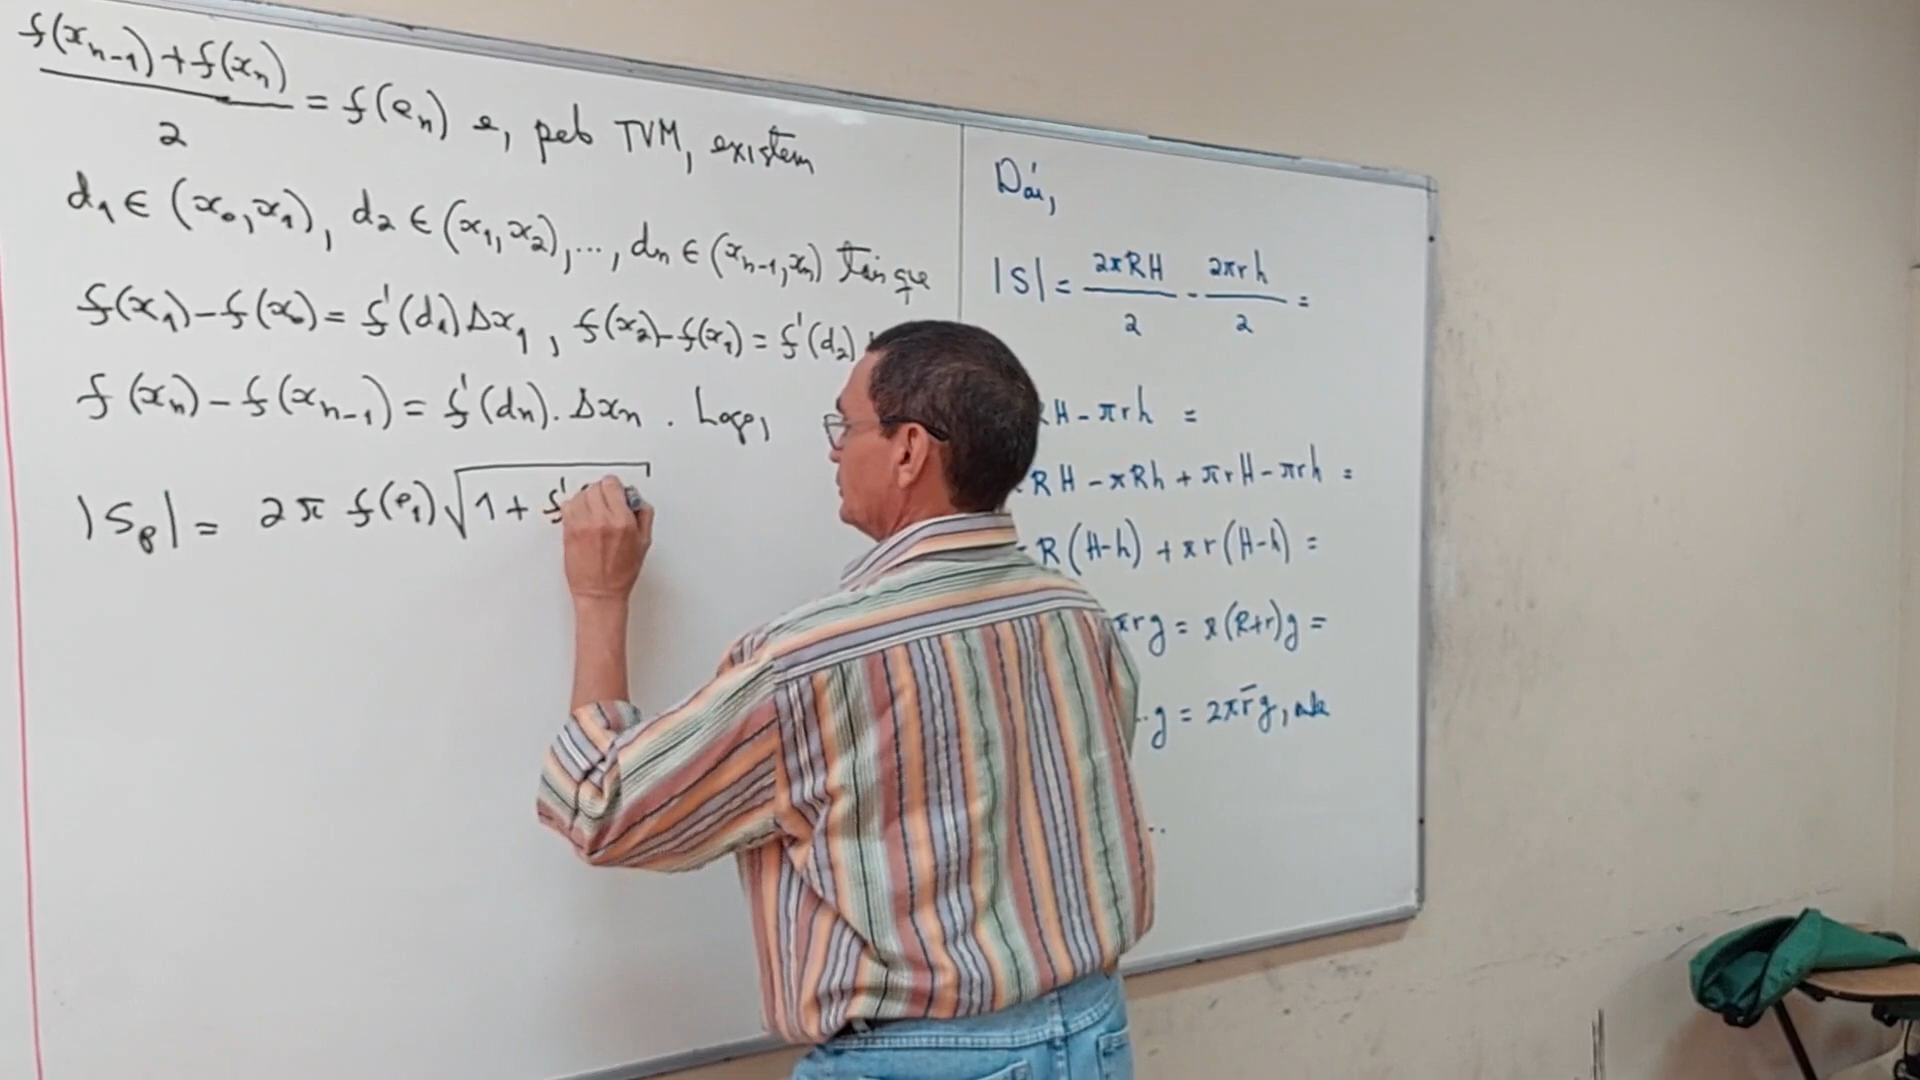 f(xₙ₋₁)+f(xₙ)
―――――――― = f(eₙ) e, pelo TVM, existem
2
d₁ ∈ (x₀,x₁), d₂ ∈ (x₁,x₂), ..., dₙ ∈ (xₙ₋₁,xₙ) tais que
f(x₁)-f(x₀) = f'(d₁)Δx₁, f(x₂)-f(x₁) = f'(d₂)
f(xₙ)-f(xₙ₋₁) = f'(dₙ).Δxₙ. Logo,
|Sₚ| = 2π f(e₁)√1+f'
Daí,
|S| = 2πRH/2 - 2πrh/2 =
RH-πrh =
RH-πRh+πrH-πrh =
R(H-h)+πr(H-h) =
πrg = π(R+r)g =
.g = 2πr̄g, onde